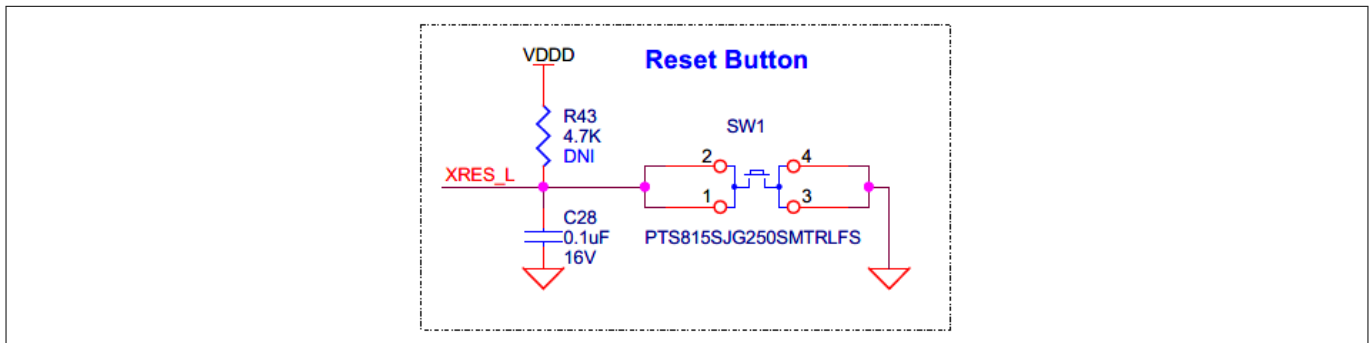 VDDD
Reset Button
R43
4.7K
DNI
SW1
2
4
XRES_L
1
3
C28
0.1uF
16V
PTS815SJG250SMTRLFS